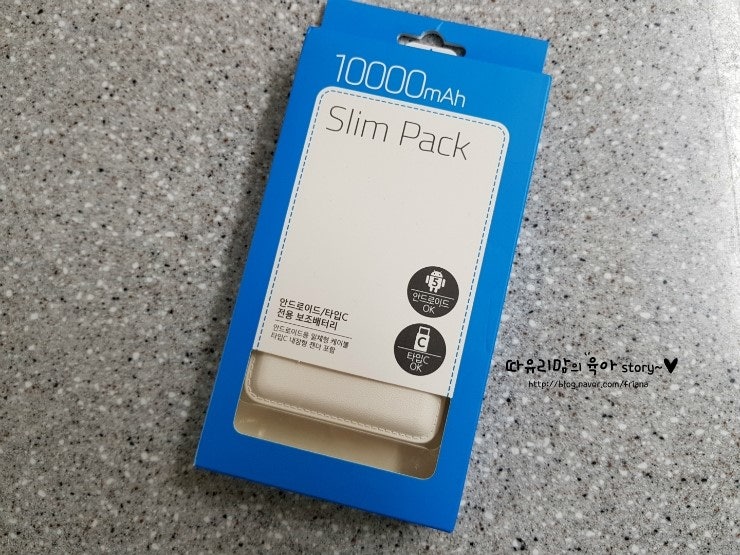 10000mAh
Slim Pack
안드로이드
OK
C
타입C
OK
안드로이드/타입C
전용 보조배터리
안드로이드용 일체형 케이블
타입C 내장형 젠더 포함
따유리맘의 육아 story~♥
http://blog.naver.com/friana